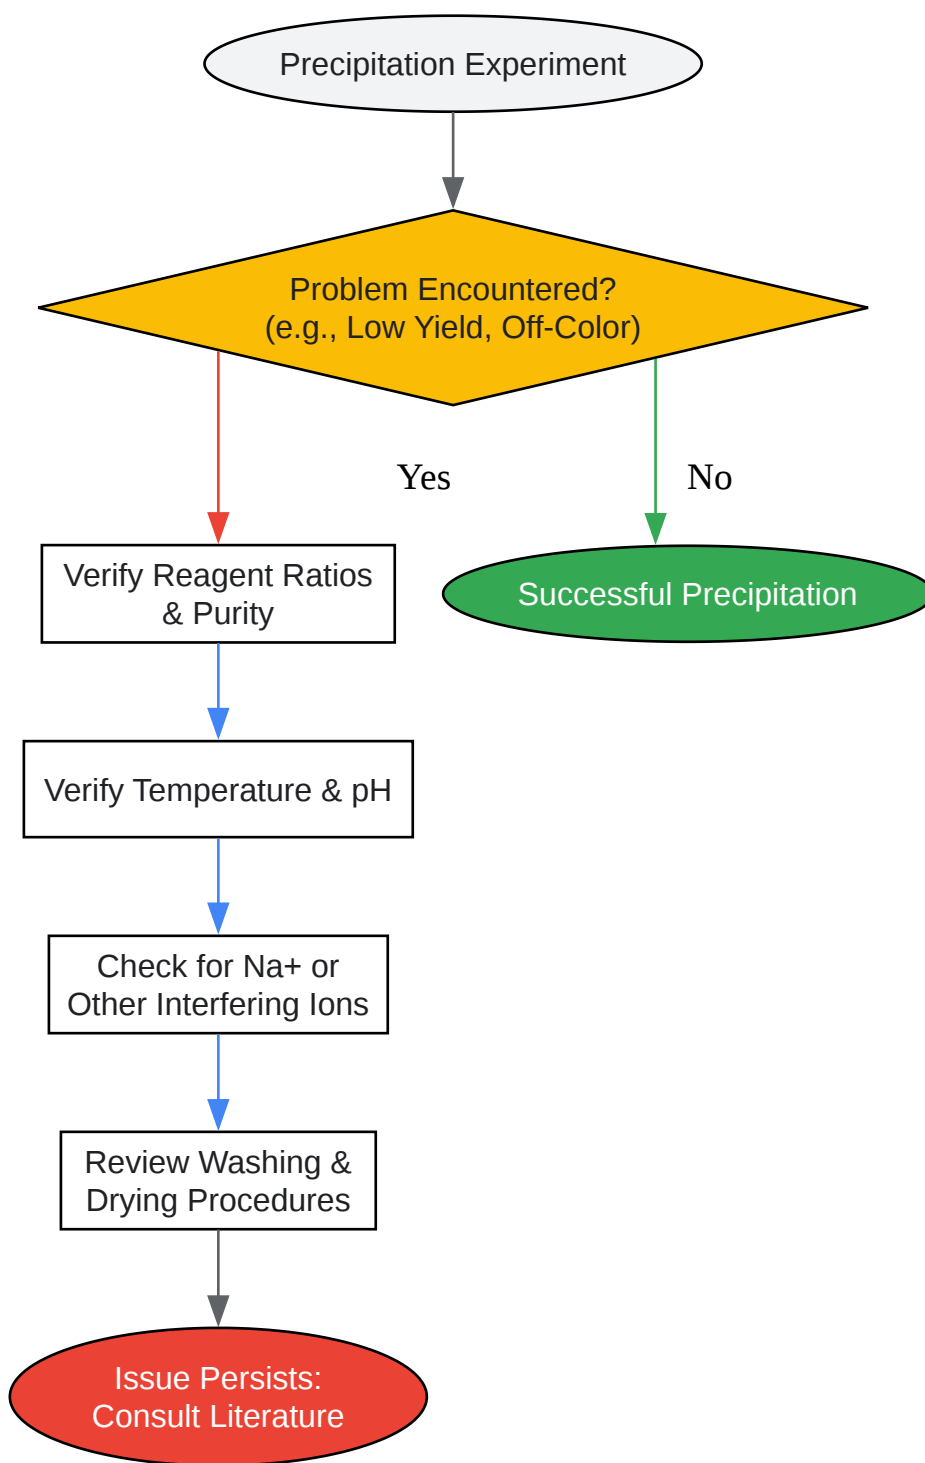 Precipitation Experiment
Problem Encountered?
(e.g., Low Yield, Off-Color)
Yes
No
Verify Reagent Ratios
& Purity
Successful Precipitation
Verify Temperature & pH
Check for Na+ or
Other Interfering Ions
Review Washing &
Drying Procedures
Issue Persists:
Consult Literature